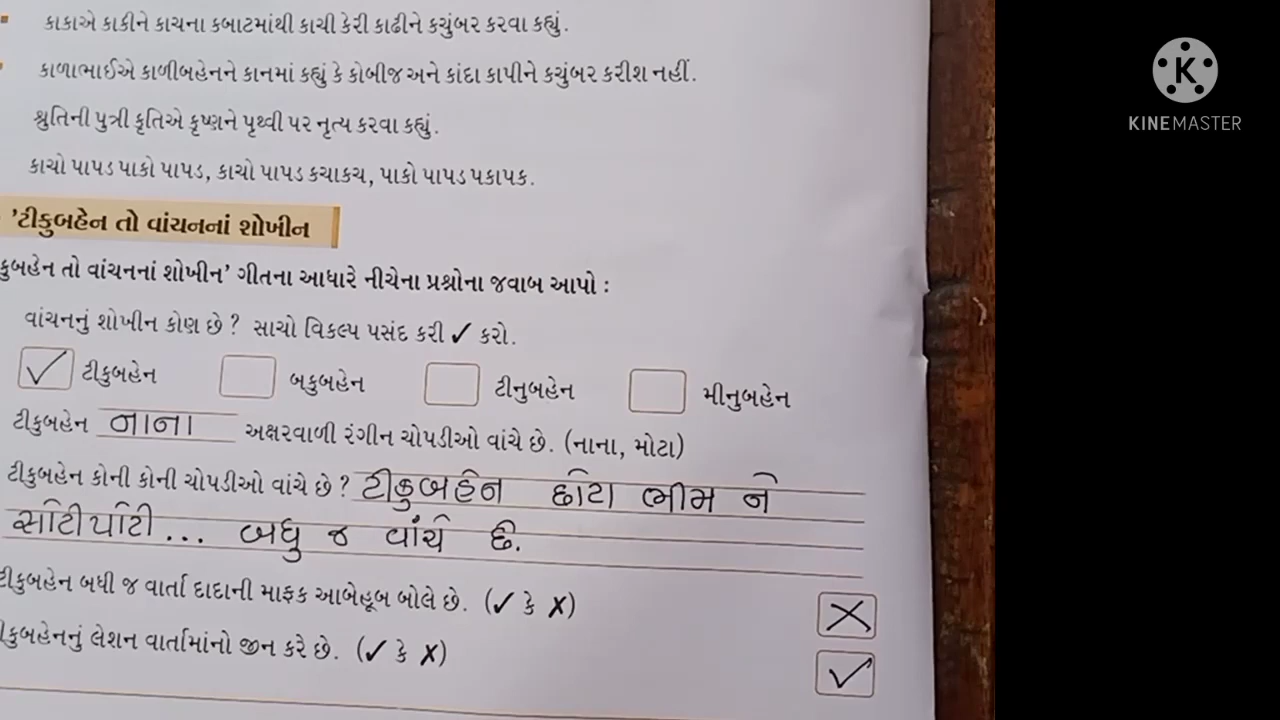 કાકાએ કાકીને કાચના કબાટમાંથી કાચી કેરી કાઢીને કચુંબર કરવા કહ્યું.
કાળાભાઈએ કાળીબહેનને કાનમાં કહ્યું કે કોબીજ અને કાંદા કાપીને કચુંબર કરીશ નહીં.
શ્રુતિની પુત્રી કૃતિએ કૃષ્ણને પૃથ્વી પર નૃત્ય કરવા કહ્યું.
કાચો પાપડ પાકો પાપડ, કાચો પાપડ કચાકચ, પાકો પાપડ પકાપક.
'ટીકુબહેન તો વાંચનનાં શોખીન
કુબહેન તો વાંચનનાં શોખીન' ગીતના આધારે નીચેના પ્રશ્નોના જવાબ આપો :
વાંચનનું શોખીન કોણ છે ? સાચો વિકલ્પ પસંદ કરી ✓ કરો.
✓ ટીકુબહેન બકુબહેન ટીનુબહેન મીનુબહેન
ટીકુબહેન નાના અક્ષરવાળી રંગીન ચોપડીઓ વાંચે છે. (નાના, મોટા)
ટીકુબહેન કોની કોની ચોપડીઓ વાંચે છે ? ટીકુબહેન છોટા ભીમ ને
સોટીપોટી... બધુ જ વાંચે છે.
ટીકુબહેન બધી જ વાર્તા દાદાની માફક આબેહૂબ બોલે છે. (✓ કે ✗) ✗
કુબહેનનું લેશન વાર્તામાંનો જીન કરે છે. (✓ કે ✗) ✓
K
KINEMASTER